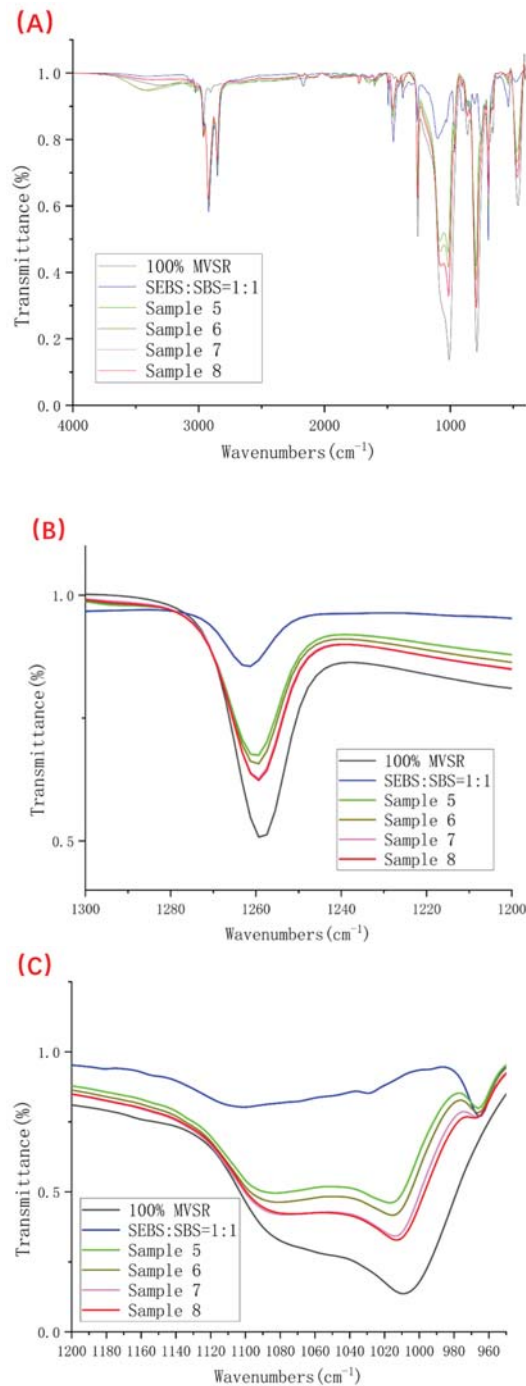 (A)
Transmittance(%)
1.0
0.8
0.6
0.4
0.2
0.0
100% MVSR
SEBS:SBS=1:1
Sample 5
Sample 6
Sample 7
Sample 8
4000 3000 2000 1000
Wavenumbers(cm⁻¹)
(B)
Transmittance(%)
1.0
0.5
100% MVSR
SEBS:SBS=1:1
Sample 5
Sample 6
Sample 7
Sample 8
1300 1280 1260 1240 1220 1200
Wavenumbers(cm⁻¹)
(C)
Transmittance(%)
1.0
0.5
0.0
100% MVSR
SEBS:SBS=1:1
Sample 5
Sample 6
Sample 7
Sample 8
1200 1180 1160 1140 1120 1100 1080 1060 1040 1020 1000 980 960
Wavenumbers(cm⁻¹)